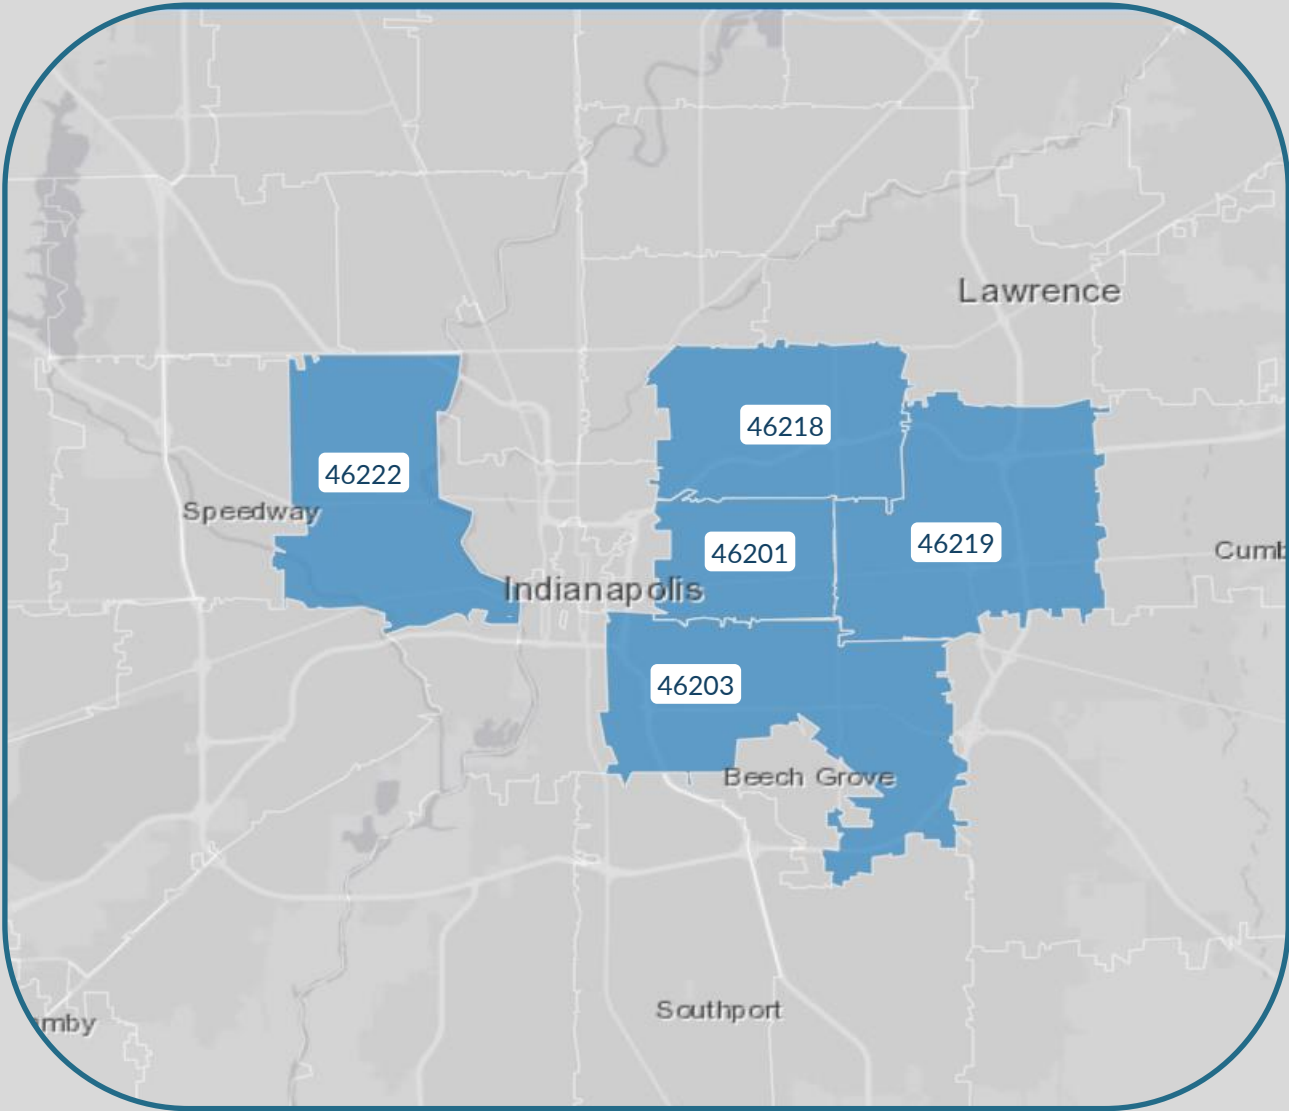 Lawrence
46218
46222
Speedway
46201
46219
Cumb
Indianapolis
46203
Beech Grove
Southport
mby